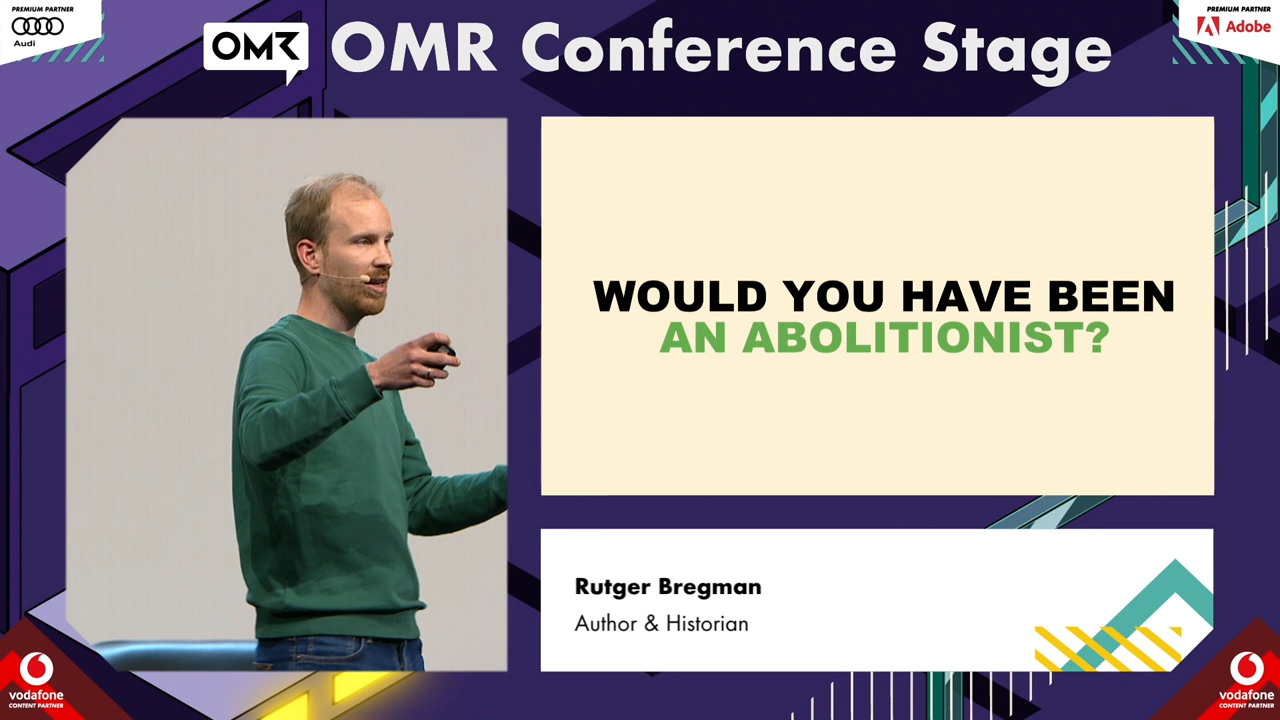 PREMIUM PARTNER
Audi
OMR
OMR Conference Stage
PREMIUM PARTNER
Adobe
WOULD YOU HAVE BEEN
AN ABOLITIONIST?
Rutger Bregman
Author & Historian
vodafone
CONTENT PARTNER
vodafone
CONTENT PARTNER